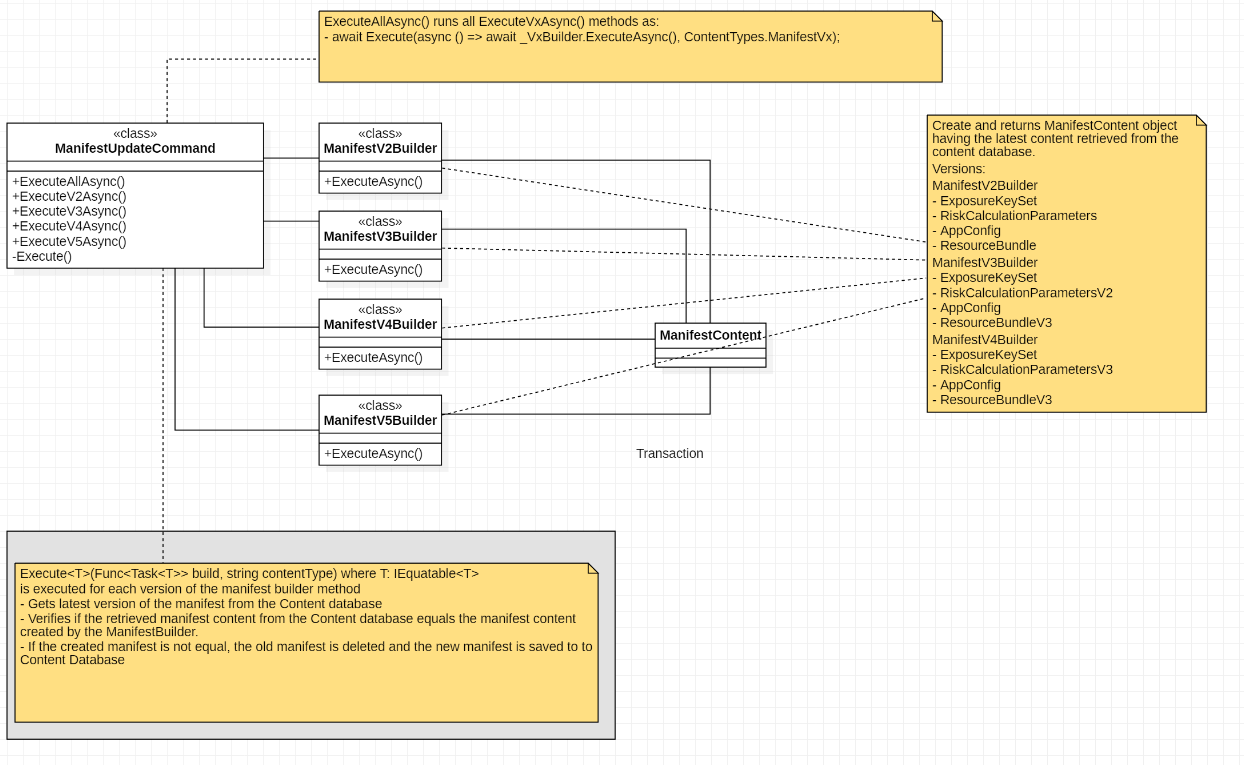 ExecuteAllAsync() runs all ExecuteVxAsync() methods as:
- await Execute(async () => await _VxBuilder.ExecuteAsync(), ContentTypes.ManifestVx);
«class»
ManifestUpdateCommand
+ExecuteAllAsync()
+ExecuteV2Async()
+ExecuteV3Async()
+ExecuteV4Async()
+ExecuteV5Async()
-Execute()
«class»
ManifestV2Builder
+ExecuteAsync()
«class»
ManifestV3Builder
+ExecuteAsync()
«class»
ManifestV4Builder
+ExecuteAsync()
«class»
ManifestV5Builder
+ExecuteAsync()
ManifestContent
Transaction
Create and returns ManifestContent object
having the latest content retrieved from the
content database.
Versions:
ManifestV2Builder
- ExposureKeySet
- RiskCalculationParameters
- AppConfig
- ResourceBundle
ManifestV3Builder
- ExposureKeySet
- RiskCalculationParametersV2
- AppConfig
- ResourceBundleV3
ManifestV4Builder
- ExposureKeySet
- RiskCalculationParametersV3
- AppConfig
- ResourceBundleV3
Execute<T>(Func<Task<T>> build, string contentType) where T: IEquatable<T>
is executed for each version of the manifest builder method
- Gets latest version of the manifest from the Content database
- Verifies if the retrieved manifest content from the Content database equals the manifest content
created by the ManifestBuilder.
- If the created manifest is not equal, the old manifest is deleted and the new manifest is saved to to
Content Database